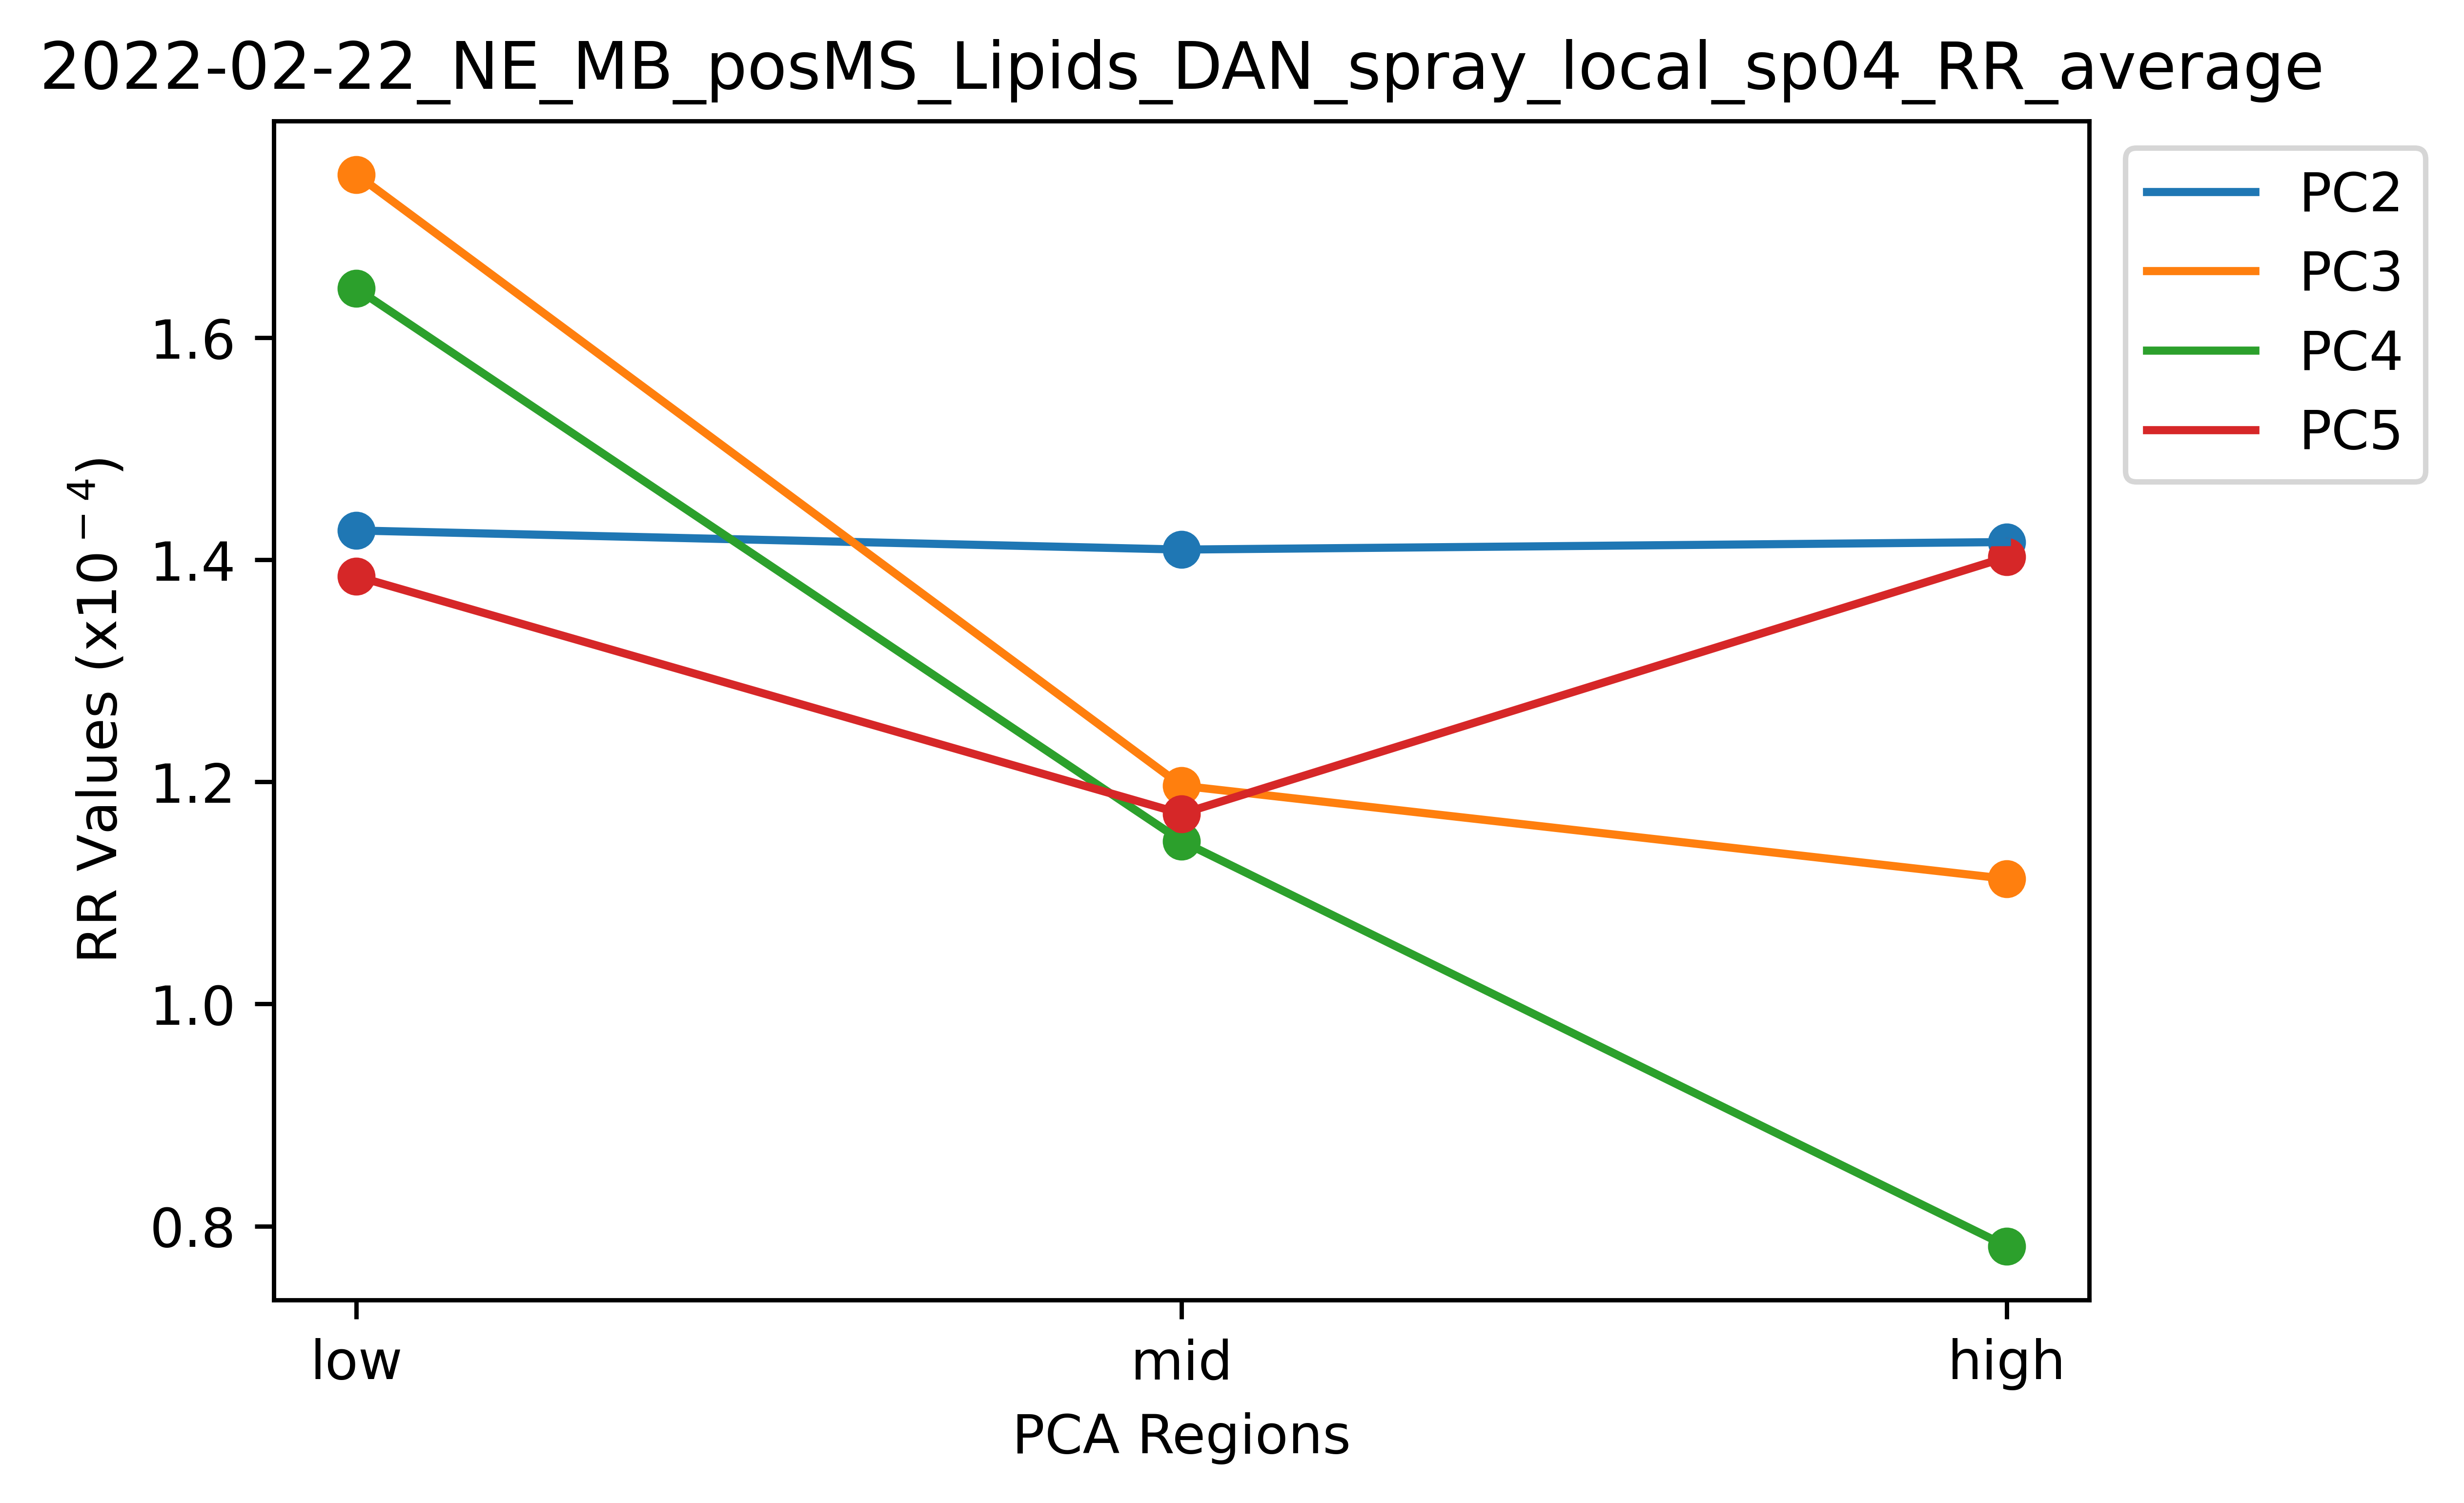 2022-02-22_NE_MB_posMS_Lipids_DAN_spray_local_sp04_RR_average
PC2
PC3
PC4
PC5
RR Values (x10⁻⁴)
1.6
1.4
1.2
1.0
0.8
low mid high
PCA Regions